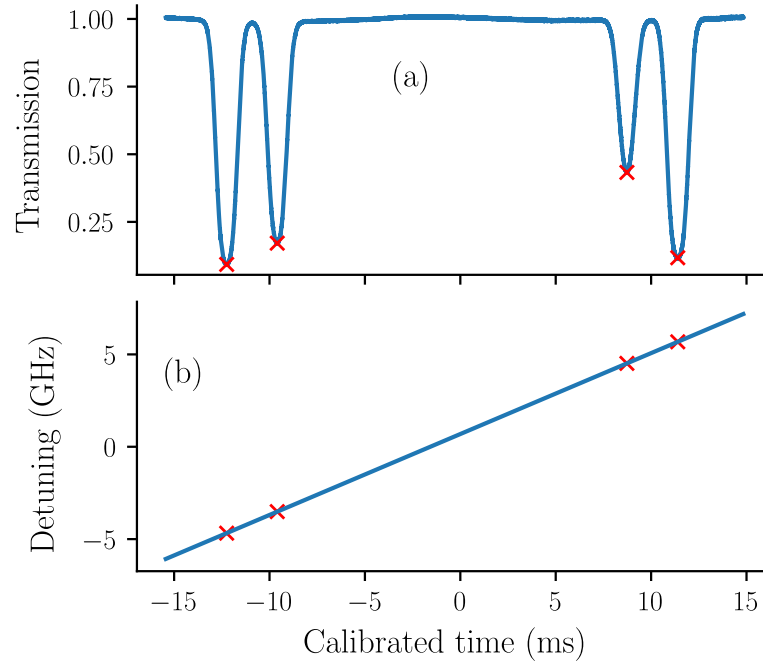 1.00
0.75
0.50
0.25
Transmission
(a)
5
0
−5
Detuning (GHz)
(b)
−15 −10 −5 0 5 10 15
Calibrated time (ms)